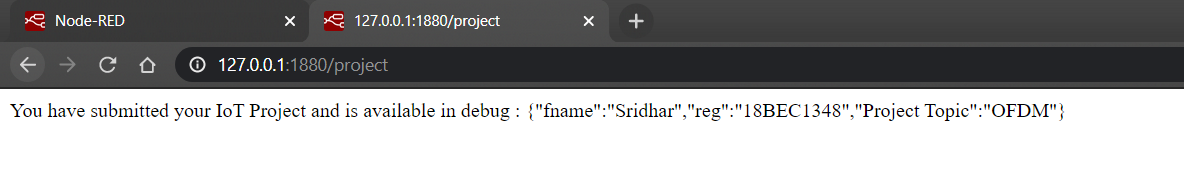 Node-RED
127.0.0.1:1880/project
127.0.0.1:1880/project
You have submitted your IoT Project and is available in debug : {"fname":"Sridhar","reg":"18BEC1348","Project Topic":"OFDM"}